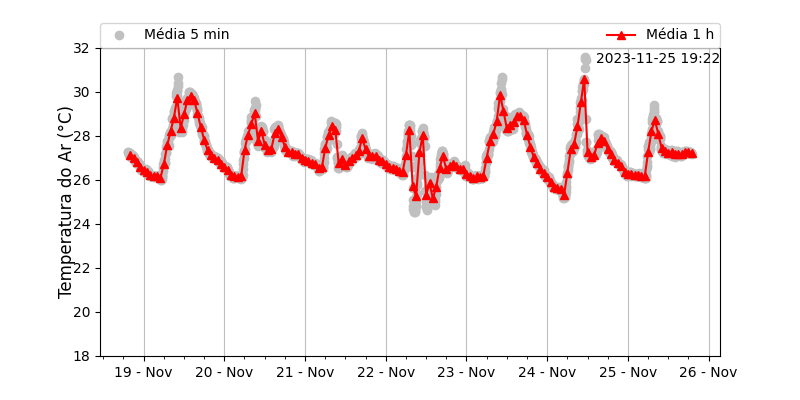 Média 5 min
Média 1 h
2023-11-25 19:22
Temperatura do Ar (°C)
32
30
28
26
24
22
20
18
19 - Nov
20 - Nov
21 - Nov
22 - Nov
23 - Nov
24 - Nov
25 - Nov
26 - Nov